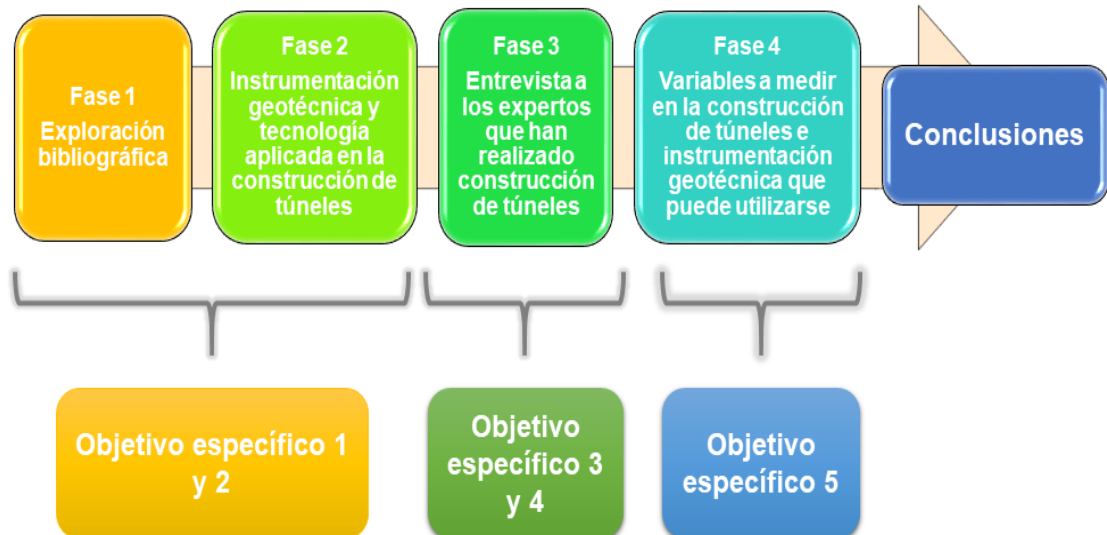 Fase 1
Exploración
bibliográfica
Fase 2
Instrumentación
geotécnica y
tecnología
aplicada en la
construcción de
túneles
Fase 3
Entrevista a
los expertos
que han
realizado
construcción
de túneles
Fase 4
Variables a medir
en la construcción
de túneles e
instrumentación
geotécnica que
puede utilizarse
Conclusiones
Objetivo específico 1
y 2
Objetivo
específico 3
y 4
Objetivo
específico 5